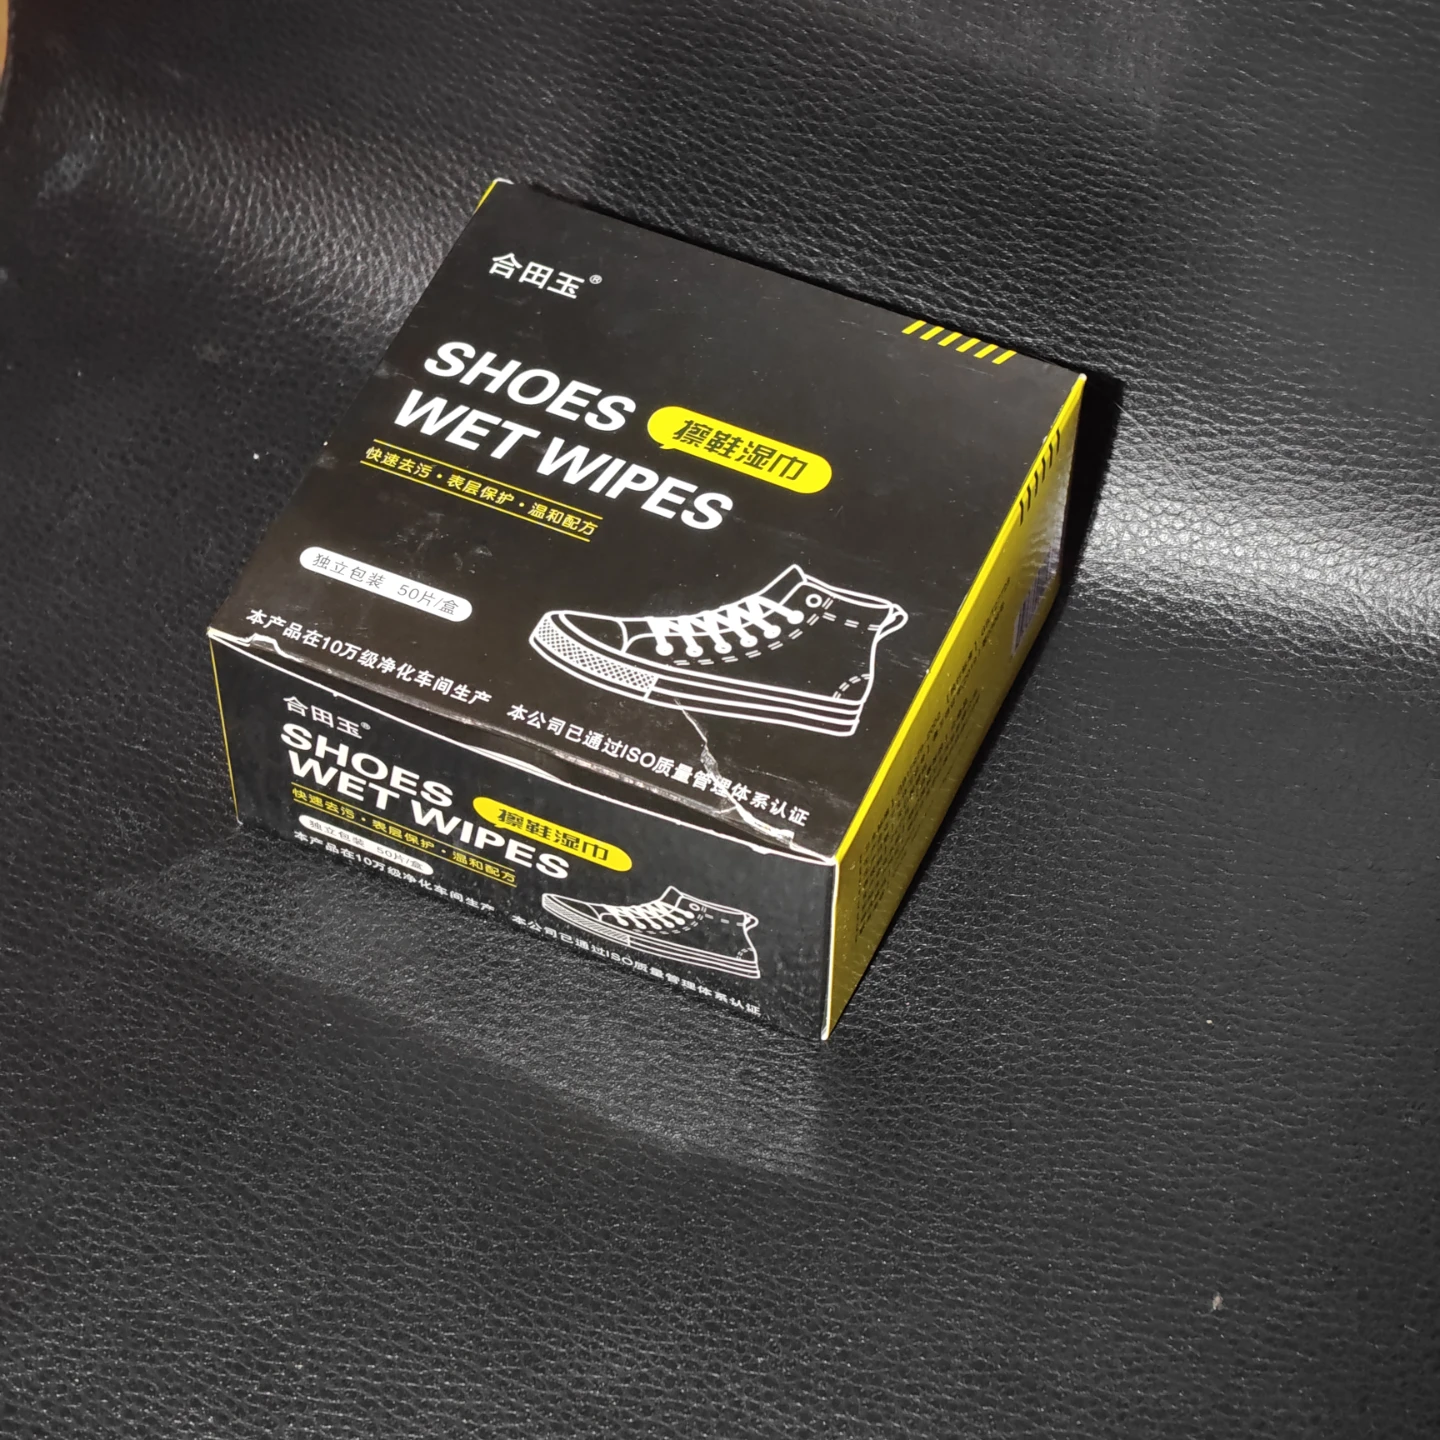 合田玉®
SHOES
WET WIPES
擦鞋湿巾
快速去污·表层保护·温和配方
独立包装 50片/盒
本产品在10万级净化车间生产 本公司已通过ISO质量管理体系认证
合田玉®
SHOES
WET WIPES
擦鞋湿巾
快速去污·表层保护·温和配方
独立包装 50片/盒
本产品在10万级净化车间生产 本公司已通过ISO质量管理体系认证